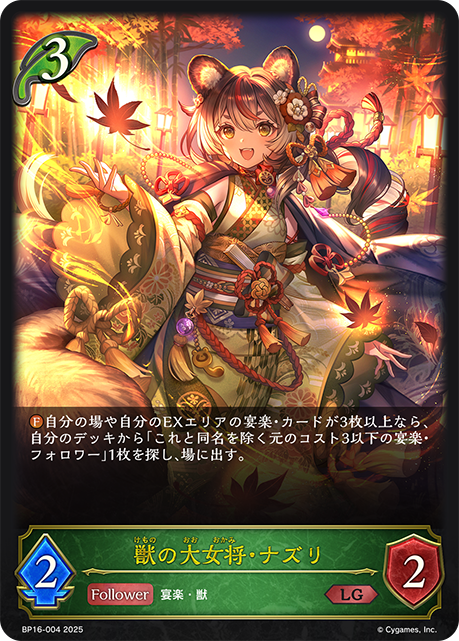 3
Ⓕ自分の場や自分のEXエリアの宴楽・カードが3枚以上なら、
自分のデッキから「これと同名を除く元のコスト3以下の宴楽・
フォロワー」1枚を探し、場に出す。
けもの おお おかみ
獣の大女将・ナズリ
2
Follower 宴楽・獣
LG
2
BP16-004 2025
© Cygames, Inc.